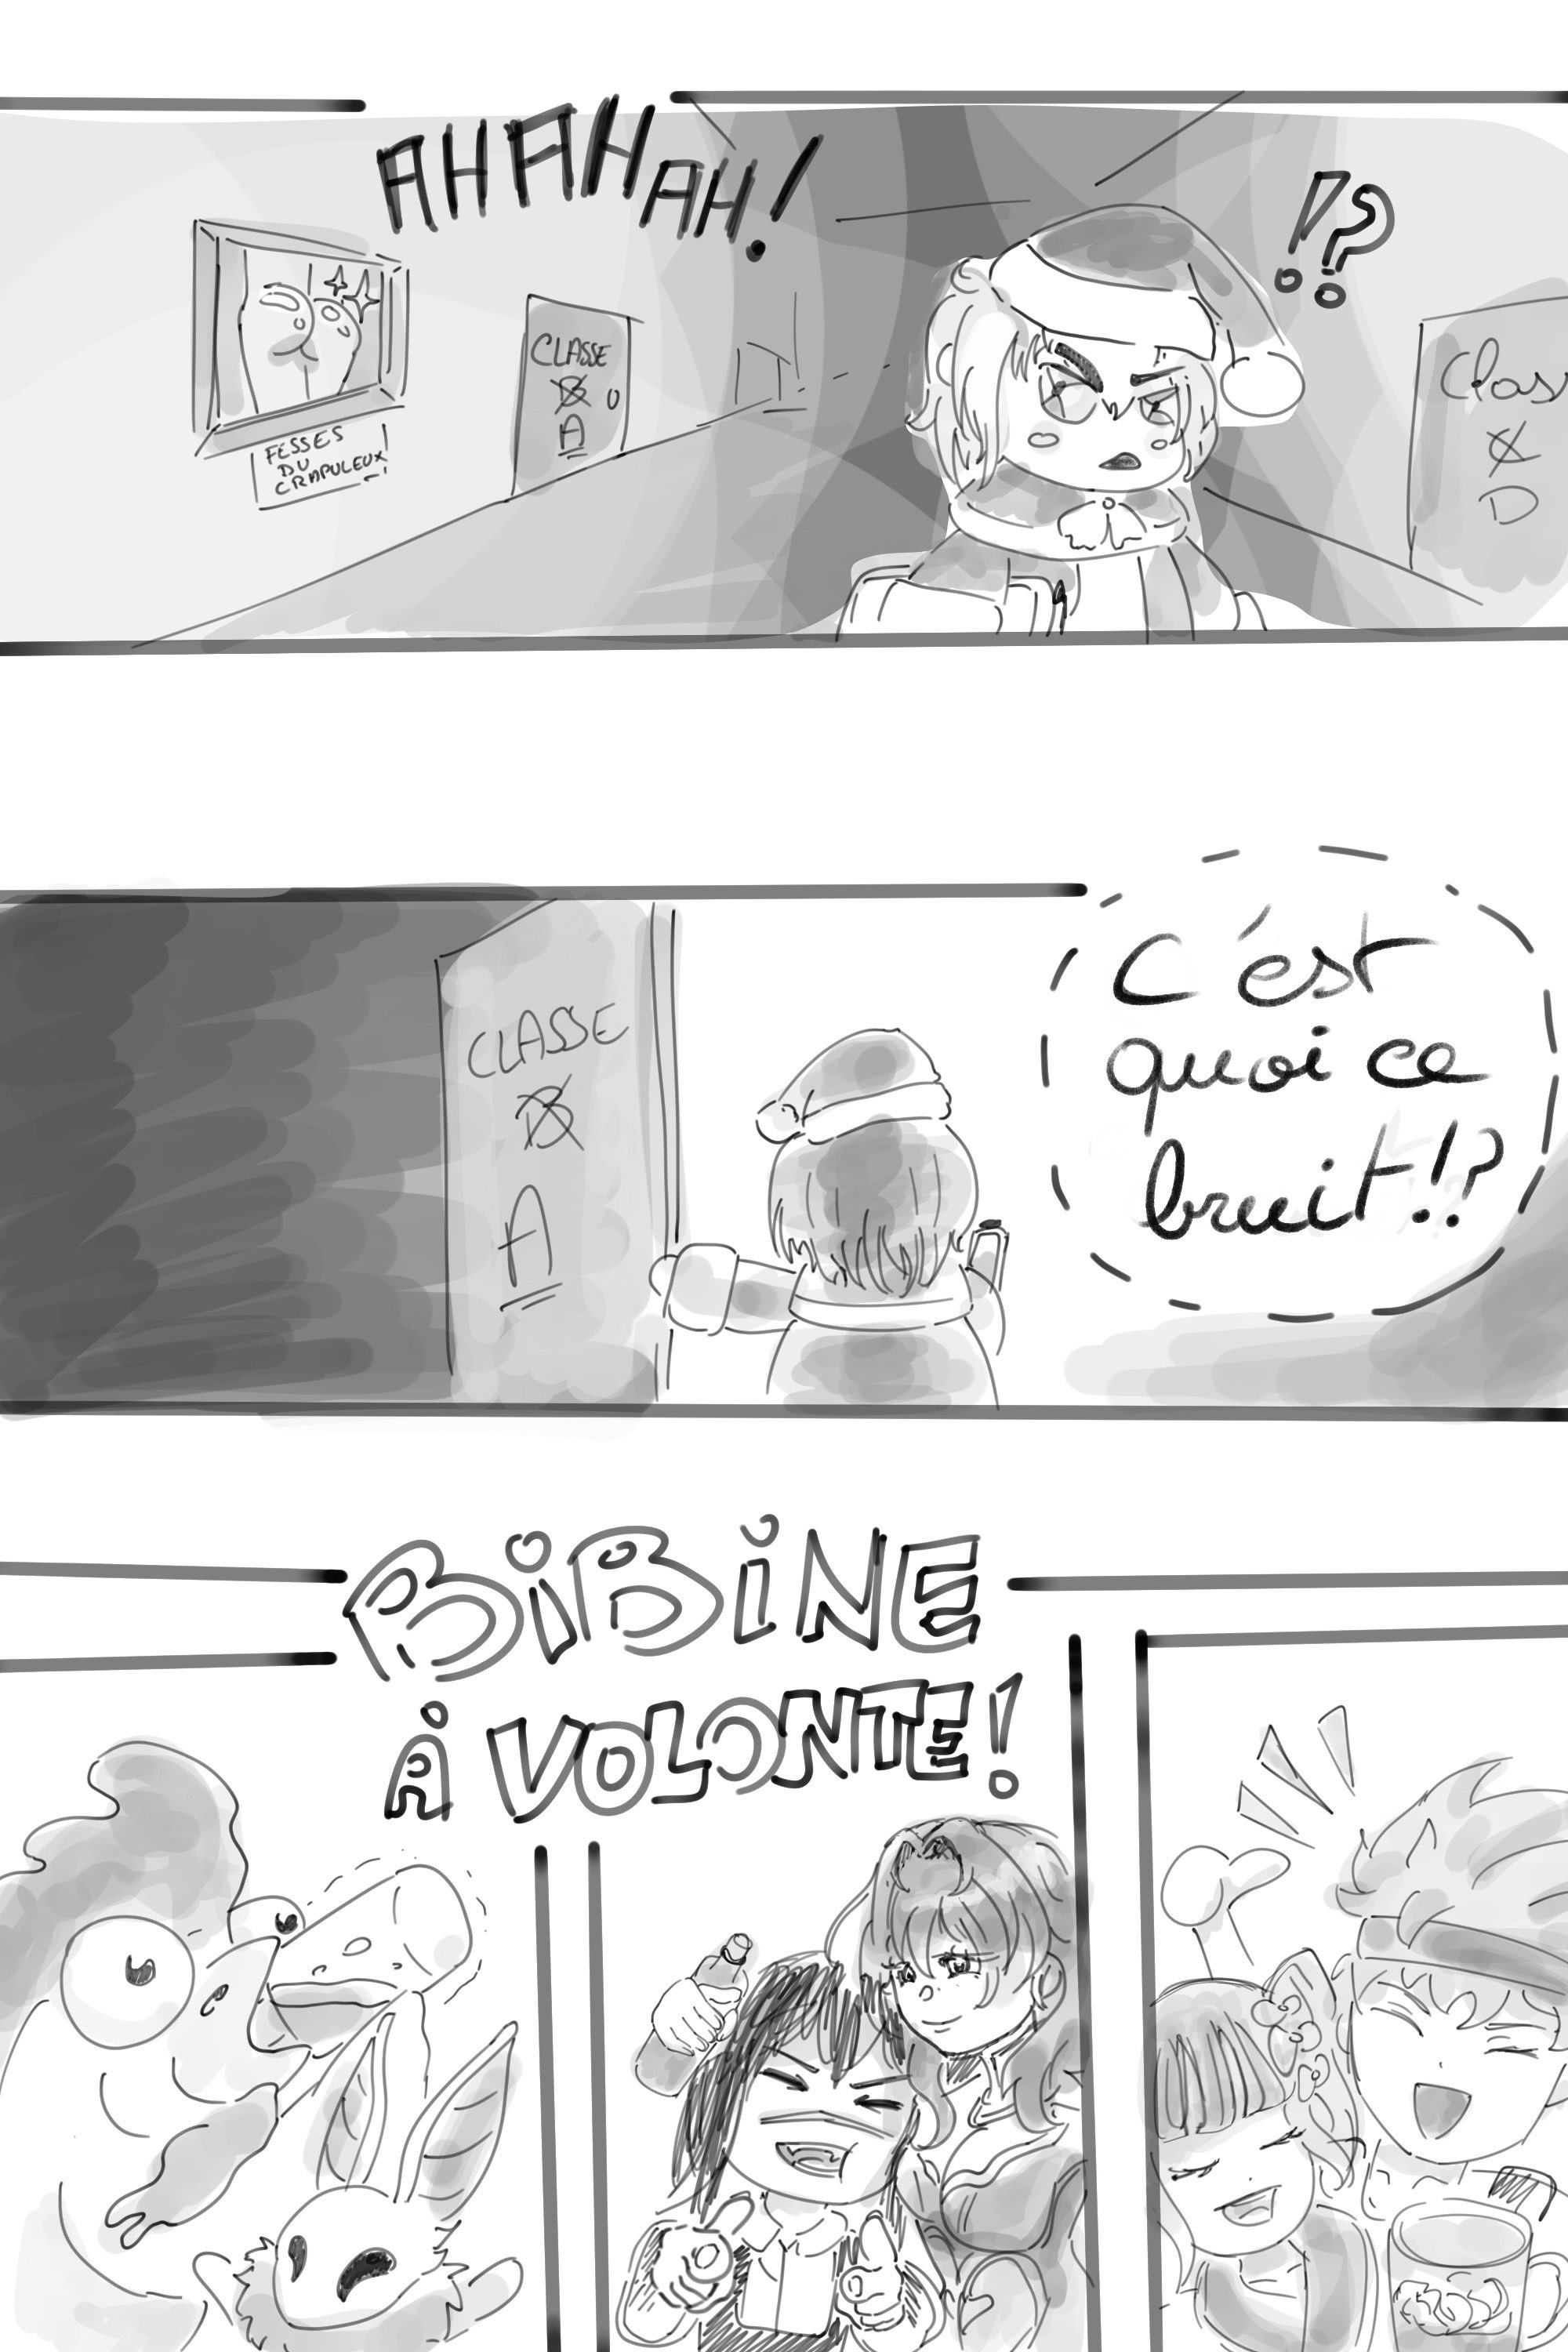 AHAHAH!
!?
FESSES
DU
CRAPULEUX
CLASSE
B
A
Class
D
C'est
quoi ce
bruit!?
CLASSE
B
A
BIBINE
À VOLONTE!